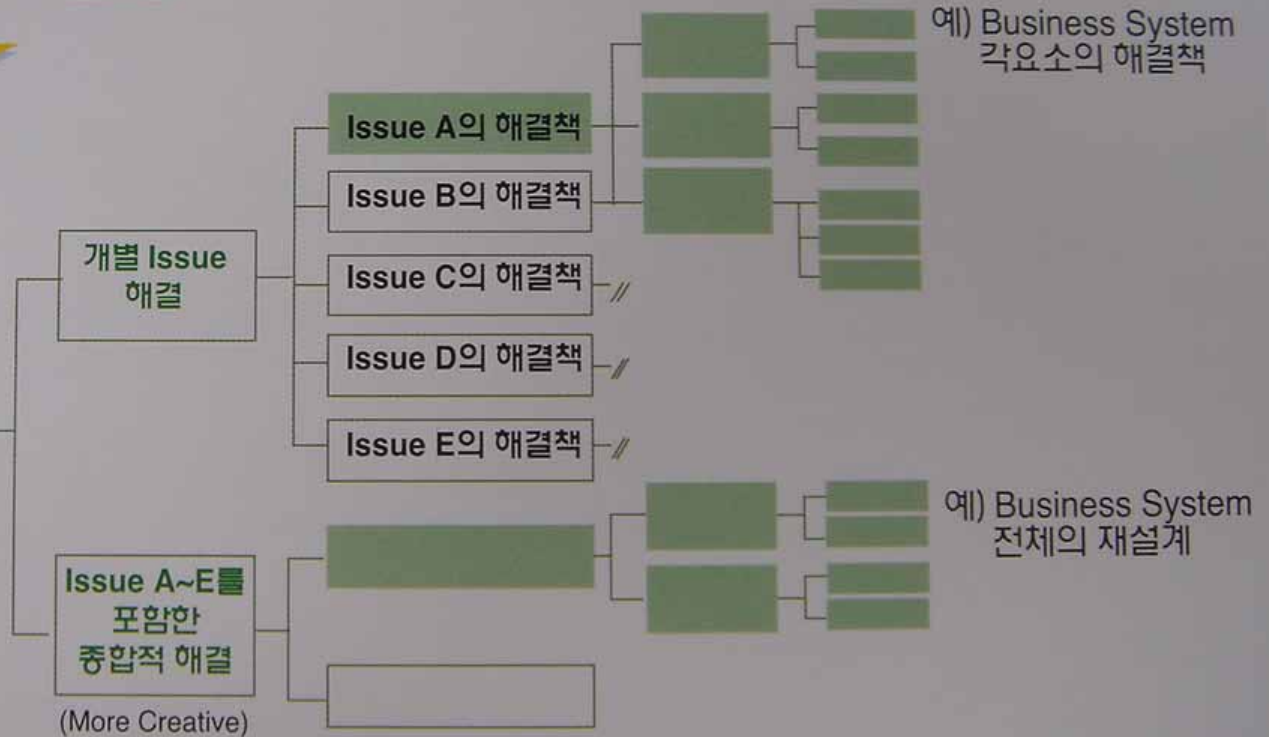 예) Business System
각요소의 해결책
Issue A의 해결책
Issue B의 해결책
개별 Issue
해결
Issue C의 해결책
Issue D의 해결책
Issue E의 해결책
예) Business System
전체의 재설계
Issue A~E를
포함한
종합적 해결
(More Creative)